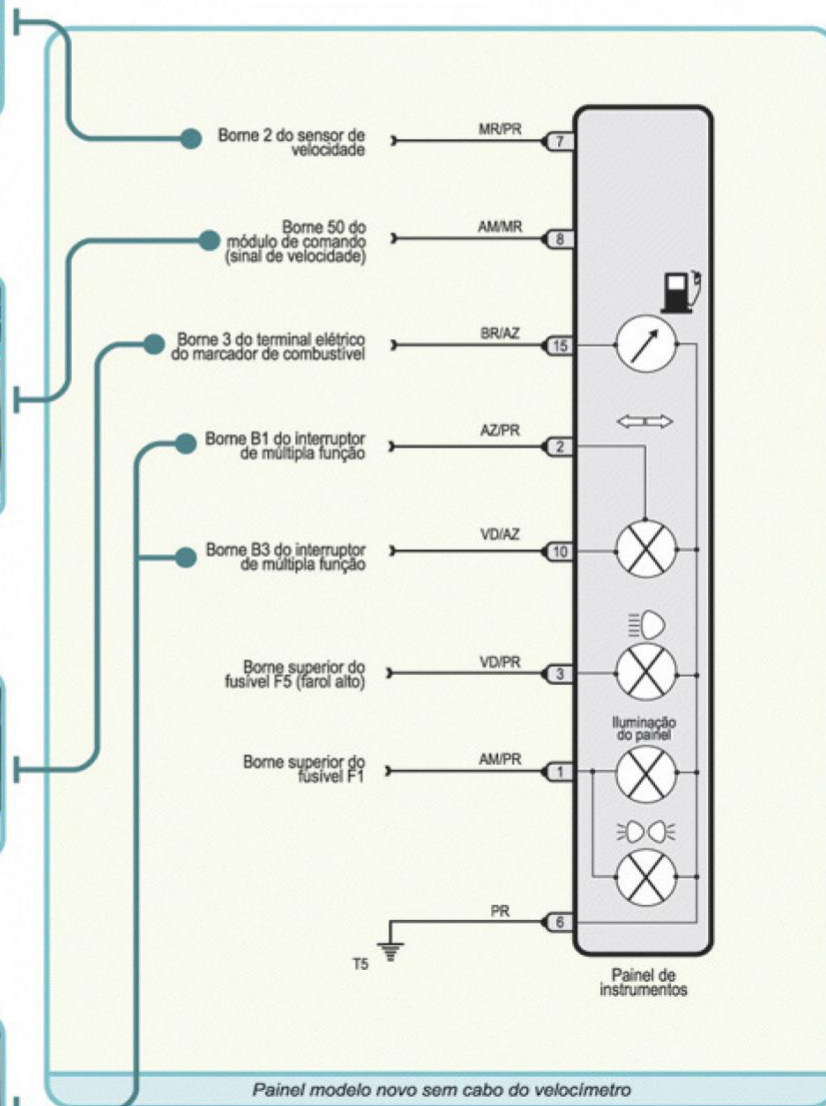 Borne 2 do sensor de
velocidade
MR/PR
7
Borne 50 do
módulo de comando
(sinal de velocidade)
AM/MR
8
Borne 3 do terminal elétrico
do marcador de combustível
BR/AZ
15
Borne B1 do interruptor
de múltipla função
AZ/PR
2
Borne B3 do interruptor
de múltipla função
VD/AZ
10
Borne superior do
fusível F5 (farol alto)
VD/PR
3
Iluminação
do painel
Borne superior do
fusível F1
AM/PR
1
PR
6
T5
Painel de
instrumentos
Painel modelo novo sem cabo do velocímetro